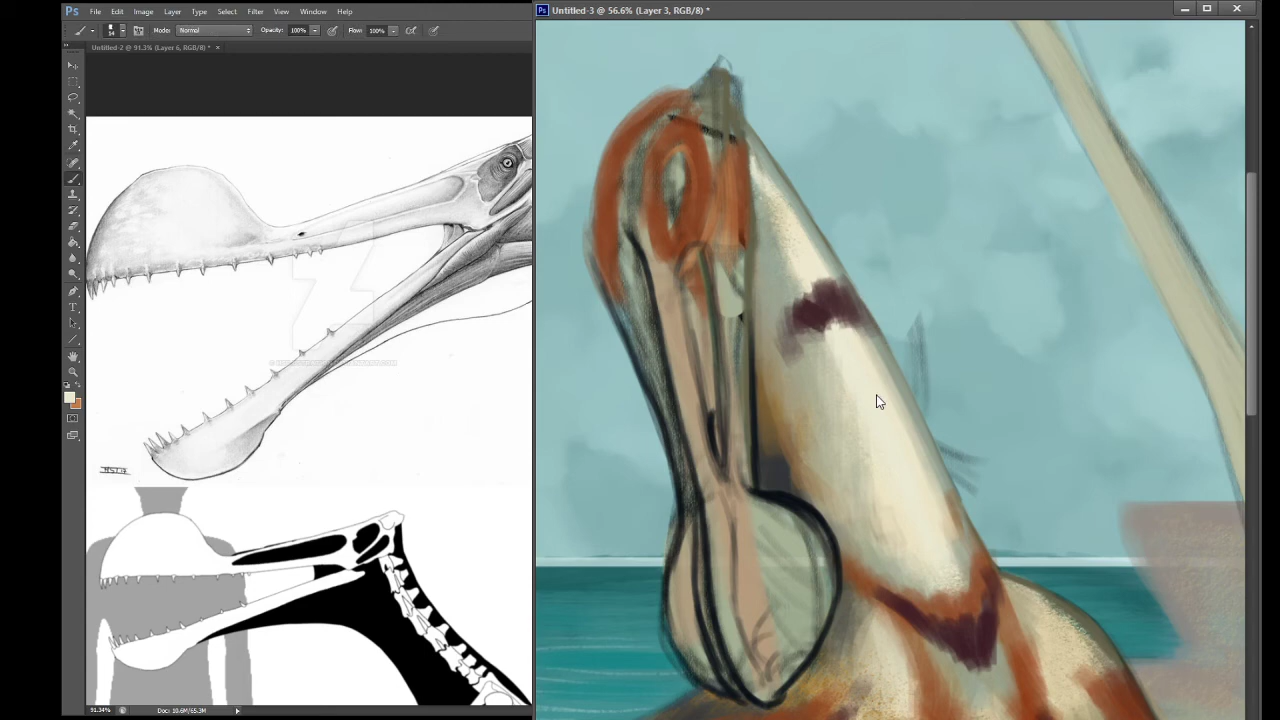 Ps File Edit Image Layer Type Select Filter View Window Help
Mode: Normal Opacity: 100% Flow: 100%
Untitled-2 @ 91.3% (Layer 6, RGB/8) * ×
Ps Untitled-3 @ 56.6% (Layer 3, RGB/8) *
91.34% Doc: 10.6M/65.3M